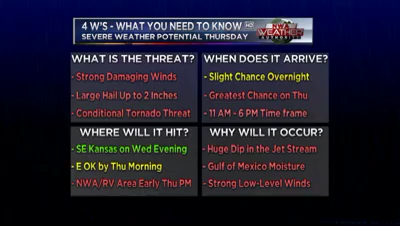 4 W'S - WHAT YOU NEED TO KNOW
SEVERE WEATHER POTENTIAL THURSDAY
NWA
WEATHER
AUTHORITY
WHAT IS THE THREAT?
- Strong Damaging Winds
- Large Hail Up to 2 Inches
- Conditional Tornado Threat
WHEN DOES IT ARRIVE?
- Slight Chance Overnight
- Greatest Chance on Thu
- 11 AM - 6 PM Time frame
WHERE WILL IT HIT?
- SE Kansas on Wed Evening
- E OK by Thu Morning
- NWA/RV Area Early Thu PM
WHY WILL IT OCCUR?
- Huge Dip in the Jet Stream
- Gulf of Mexico Moisture
- Strong Low-Level Winds